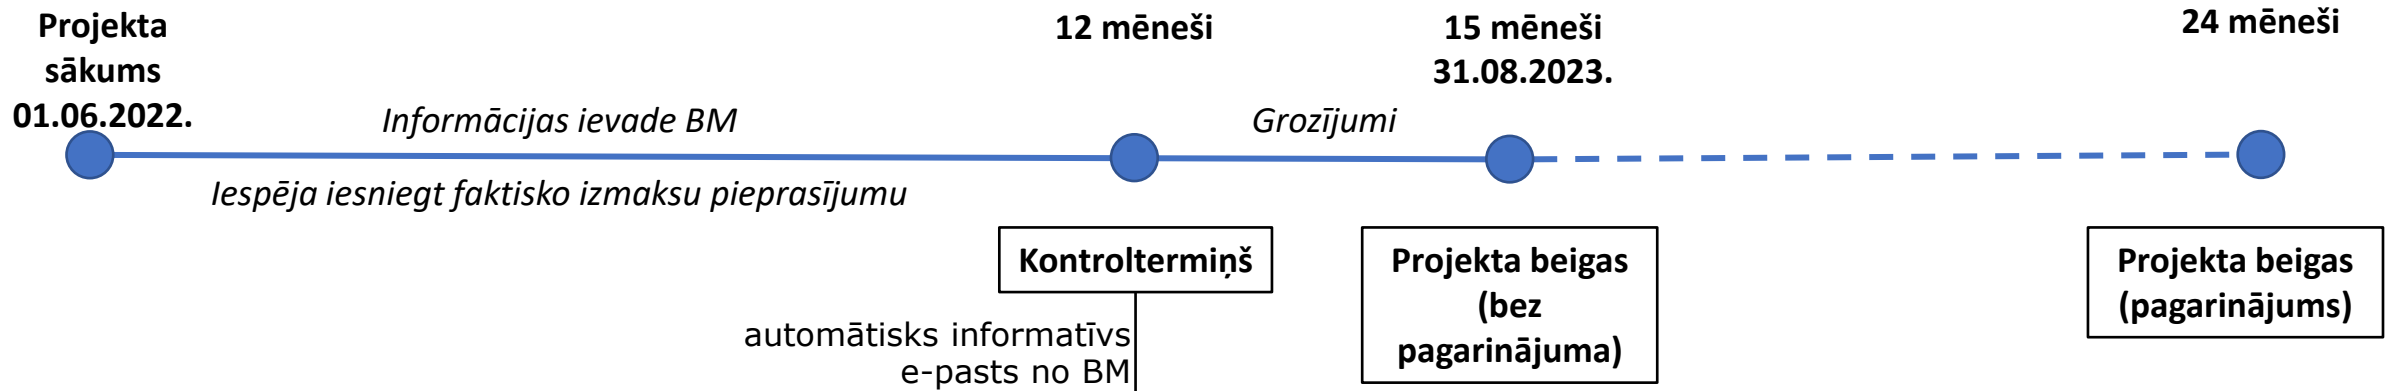 Projekta
sākums
01.06.2022.
12 mēneši
15 mēneši
31.08.2023.
24 mēneši
Informācijas ievade BM
Grozījumi
Iespēja iesniegt faktisko izmaksu pieprasījumu
Kontroltermiņš
Projekta beigas
(bez
pagarinājuma)
Projekta beigas
(pagarinājums)
automātisks informatīvs
e-pasts no BM